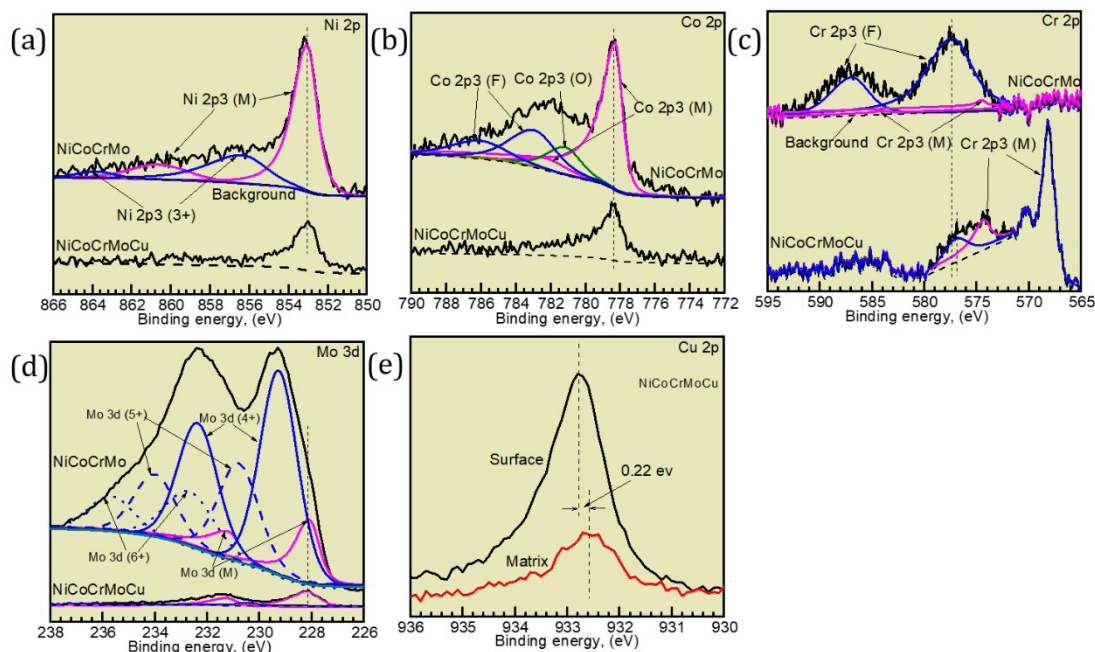 (a)
Ni 2p
Ni 2p3 (M)
NiCoCrMo
Background
Ni 2p3 (3+)
NiCoCrMoCu
866 864 862 860 858 856 854 852 850
Binding energy, (eV)
(b)
Co 2p
Co 2p3 (F)
Co 2p3 (O)
Co 2p3 (M)
NiCoCrMo
NiCoCrMoCu
790 788 786 784 782 780 778 776 774 772
Binding energy, (eV)
(c)
Cr 2p
Cr 2p3 (F)
NiCoCrMo
Background
Cr 2p3 (M)
Cr 2p3 (M)
NiCoCrMoCu
595 590 585 580 575 570 565
Binding energy, (eV)
(d)
Mo 3d
Mo 3d (5+)
Mo 3d (4+)
NiCoCrMo
Mo 3d (6+)
Mo 3d (M)
NiCoCrMoCu
238 236 234 232 230 228 226
Binding energy, (eV)
(e)
Cu 2p
NiCoCrMoCu
Surface
0.22 ev
Matrix
936 935 934 933 932 931 930
Binding energy, (eV)